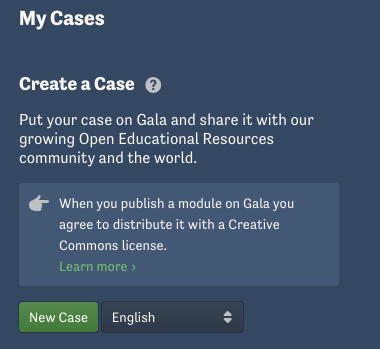 My Cases
Create a Case ?
Put your case on Gala and share it with our
growing Open Educational Resources
community and the world.
When you publish a module on Gala you
agree to distribute it with a Creative
Commons license.
Learn more ›
New Case English